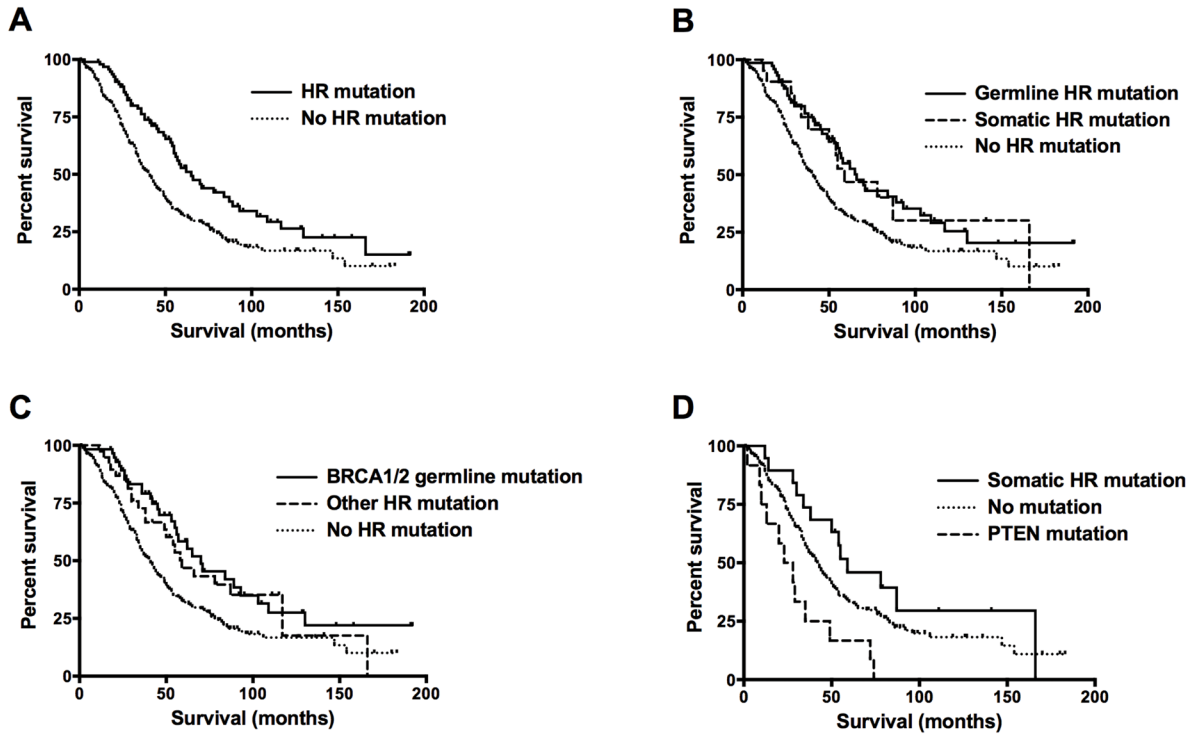 A
100
75
50
25
0
Percent survival
HR mutation
No HR mutation
0 50 100 150 200
Survival (months)
B
100
75
50
25
0
Percent survival
Germline HR mutation
Somatic HR mutation
No HR mutation
0 50 100 150 200
Survival (months)
C
100
75
50
25
0
Percent survival
BRCA1/2 germline mutation
Other HR mutation
No HR mutation
0 50 100 150 200
Survival (months)
D
100
75
50
25
0
Percent survival
Somatic HR mutation
No mutation
PTEN mutation
0 50 100 150 200
Survival (months)